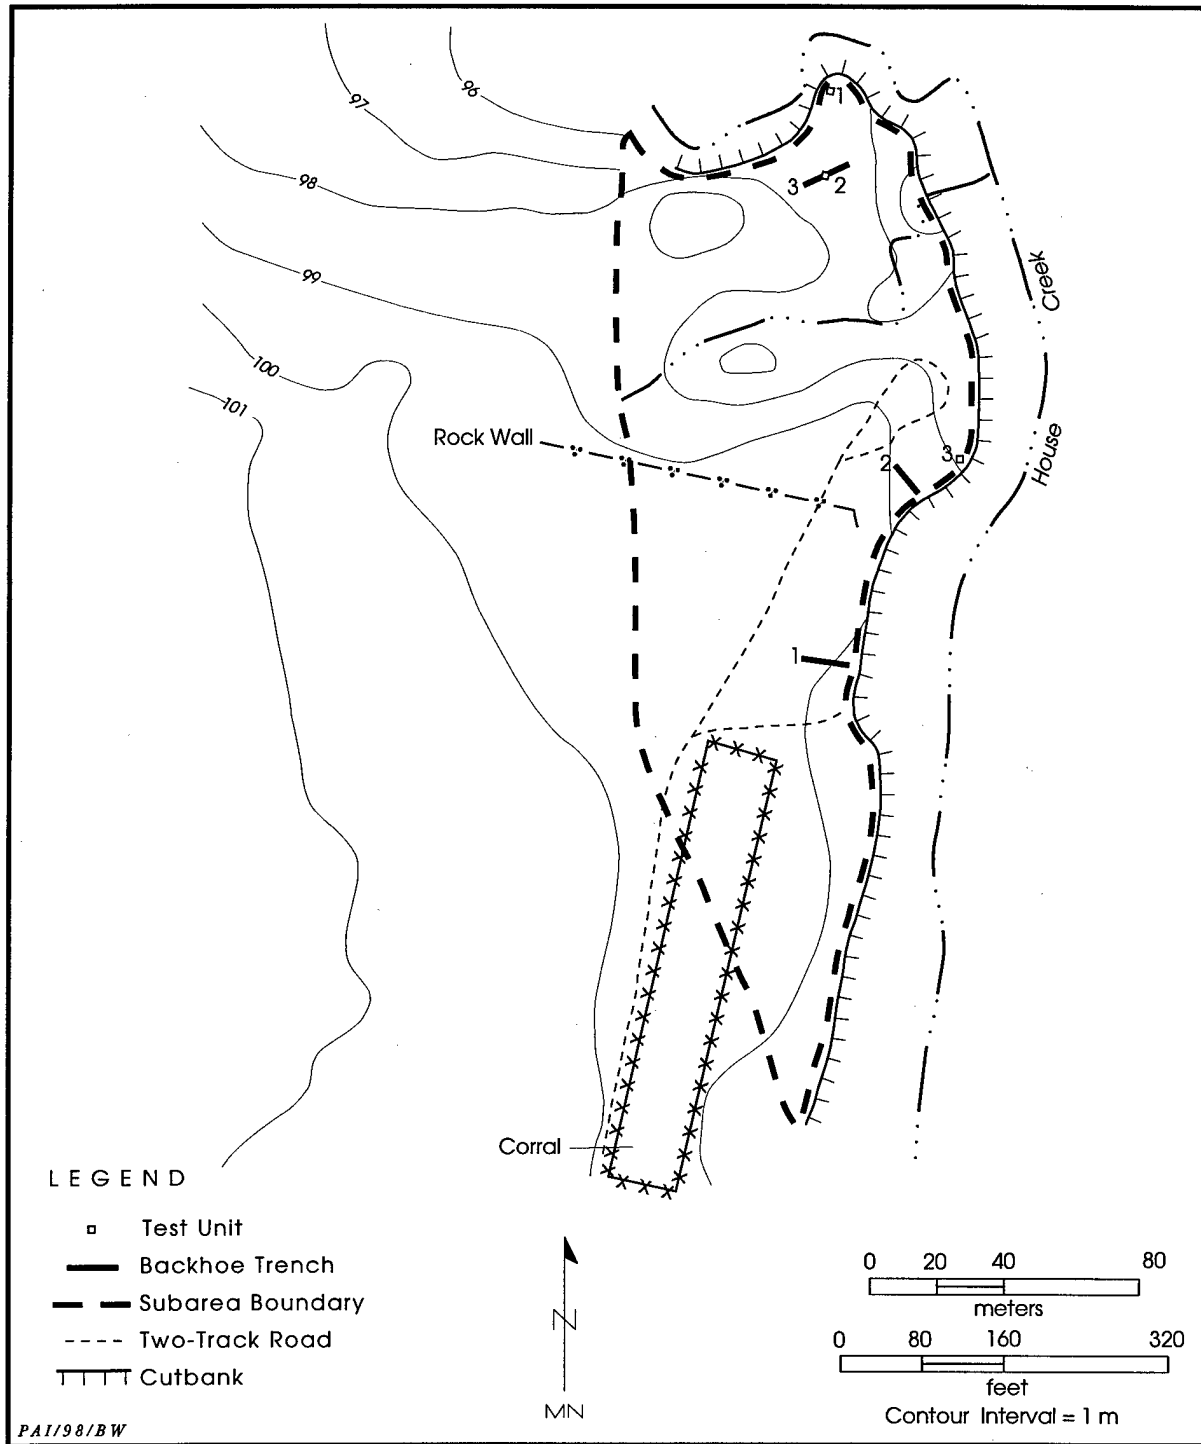 96
97
98
99
100
101
1
3 2
Creek
House
Rock Wall
3
2
1
Corral
LEGEND
Test Unit
Backhoe Trench
Subarea Boundary
Two-Track Road
Cutbank
N
MN
0 20 40 80
meters
0 80 160 320
feet
Contour Interval = 1 m
PAI/98/BW